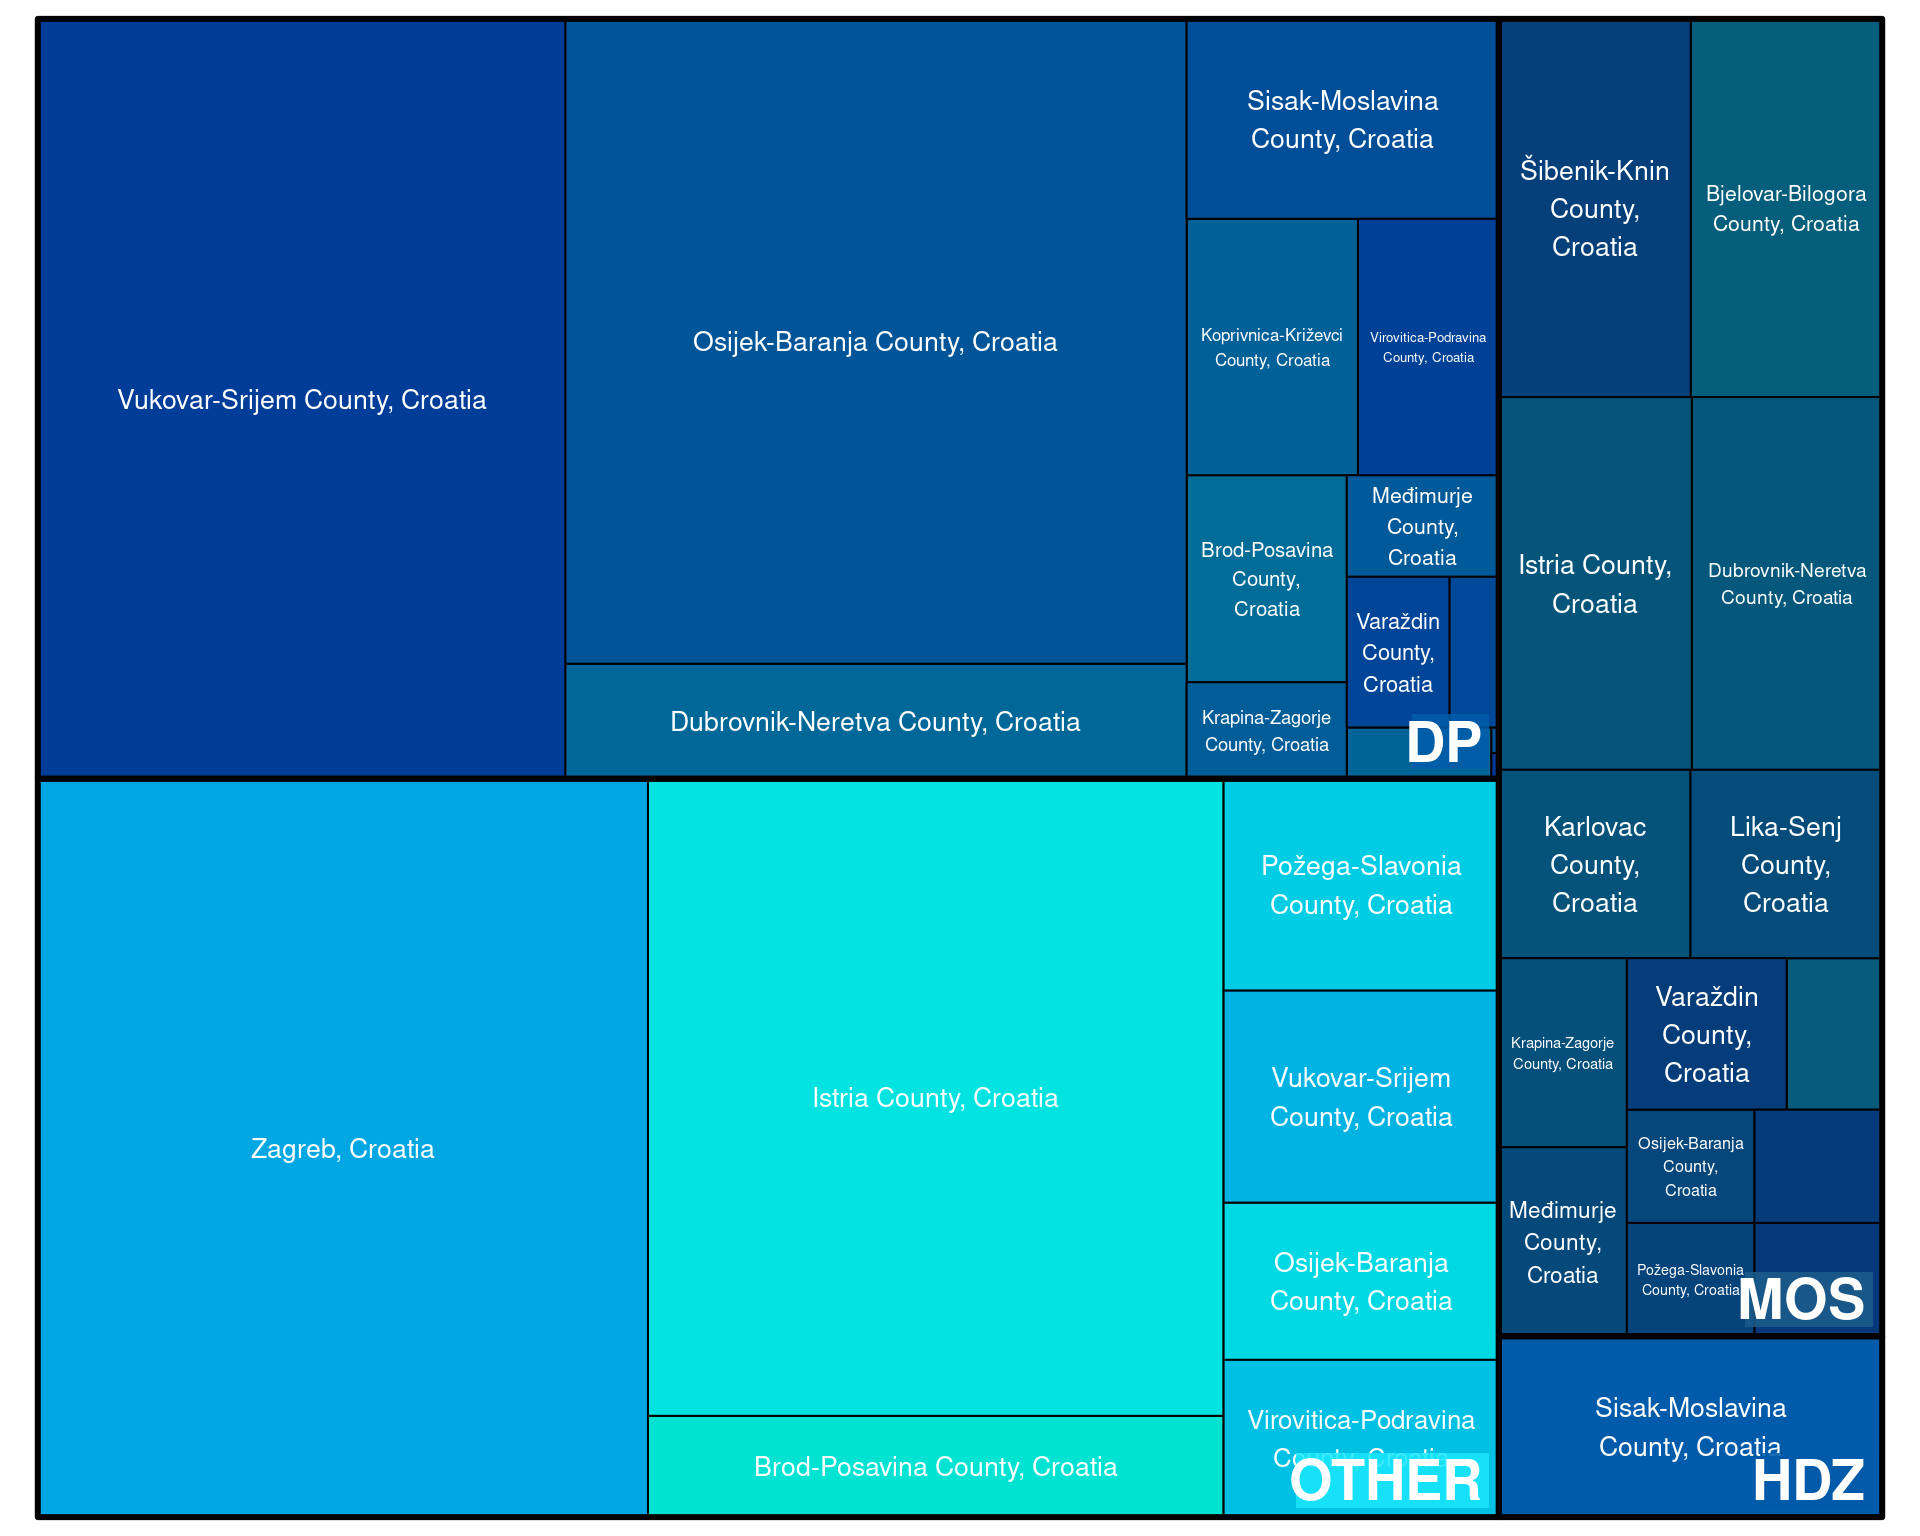 Vukovar-Srijem County, Croatia
Osijek-Baranja County, Croatia
Dubrovnik-Neretva County, Croatia
Sisak-Moslavina
County, Croatia
Koprivnica-Križevci
County, Croatia
Virovitica-Podravina
County, Croatia
Brod-Posavina
County,
Croatia
Međimurje
County,
Croatia
Varaždin
County,
Croatia
Krapina-Zagorje
County, Croatia
DP
Zagreb, Croatia
Istria County, Croatia
Brod-Posavina County, Croatia
Požega-Slavonia
County, Croatia
Vukovar-Srijem
County, Croatia
Osijek-Baranja
County, Croatia
Virovitica-Podravina
County, Croatia
OTHER
Šibenik-Knin
County,
Croatia
Bjelovar-Bilogora
County, Croatia
Istria County,
Croatia
Dubrovnik-Neretva
County, Croatia
Karlovac
County,
Croatia
Lika-Senj
County,
Croatia
Krapina-Zagorje
County, Croatia
Varaždin
County,
Croatia
Međimurje
County,
Croatia
Osijek-Baranja
County,
Croatia
Požega-Slavonia
County, Croatia
MOS
Sisak-Moslavina
County, Croatia
HDZ